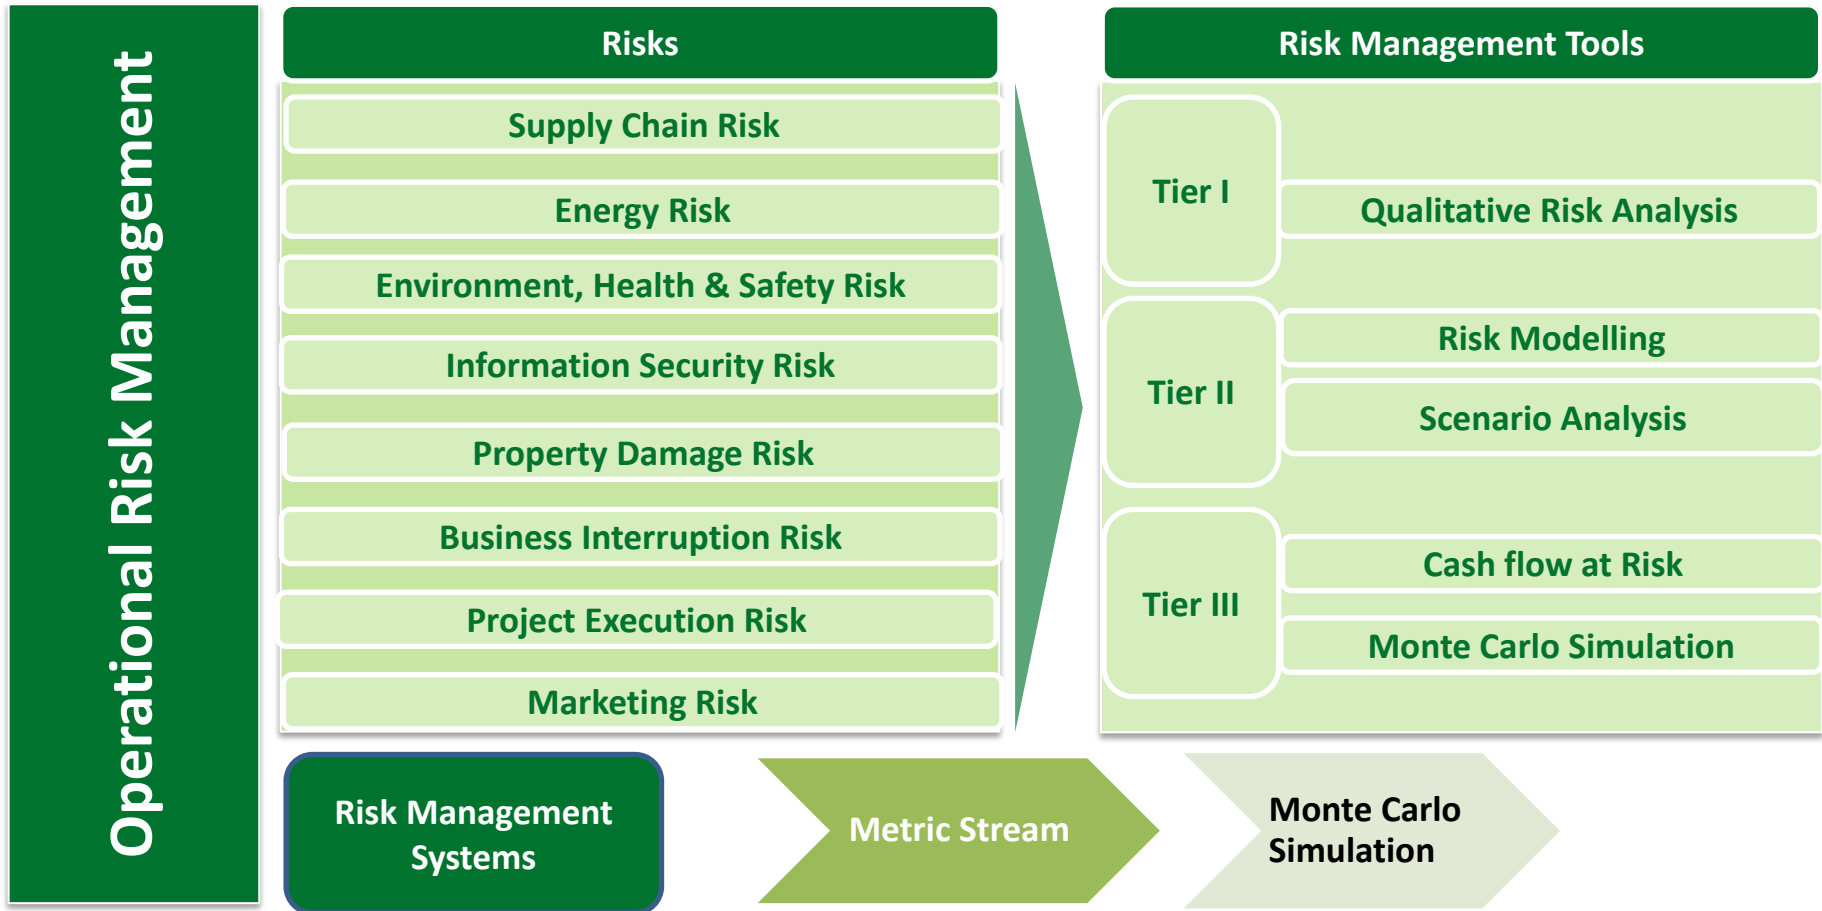 Operational Risk Management
Risks
Supply Chain Risk
Energy Risk
Environment, Health & Safety Risk
Information Security Risk
Property Damage Risk
Business Interruption Risk
Project Execution Risk
Marketing Risk
Risk Management Tools
Tier I
Qualitative Risk Analysis
Tier II
Risk Modelling
Scenario Analysis
Tier III
Cash flow at Risk
Monte Carlo Simulation
Risk Management
Systems
Metric Stream
Monte Carlo
Simulation